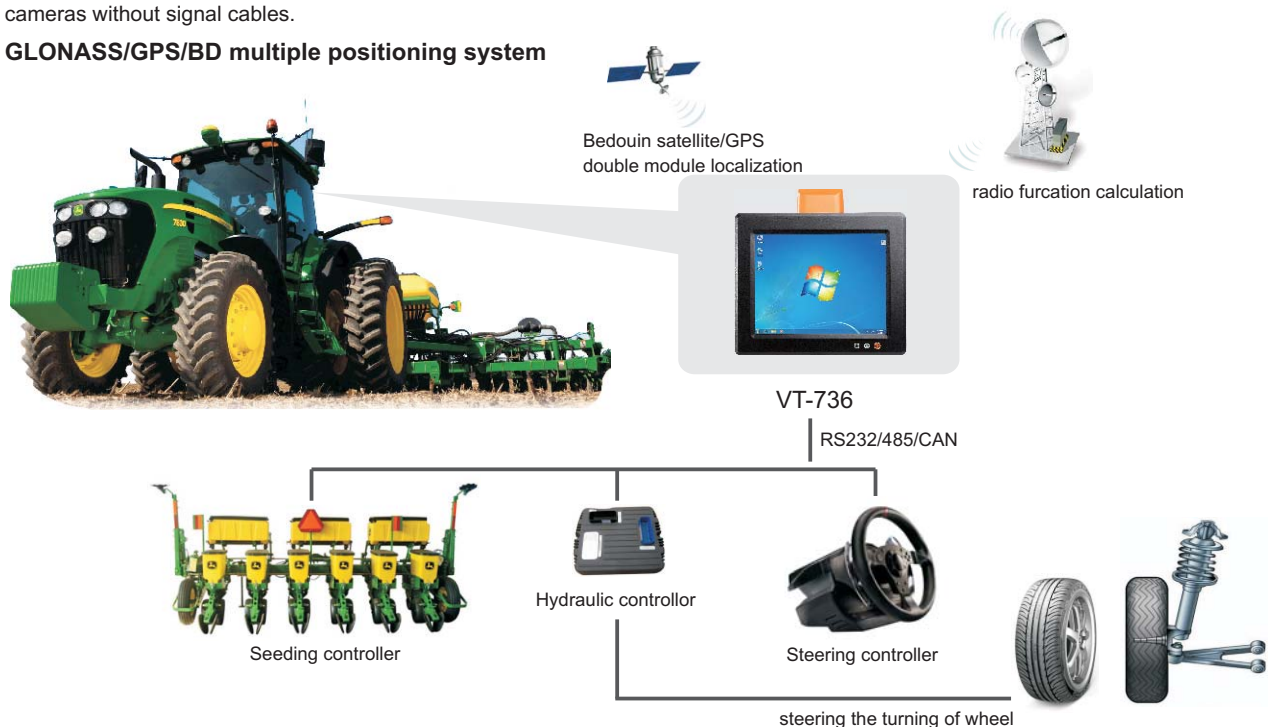 cameras without signal cables.
GLONASS/GPS/BD multiple positioning system
Bedouin satellite/GPS
double module localization
radio furcation calculation
7830
VT-736
RS232/485/CAN
Seeding controller
Hydraulic controllor
Steering controller
steering the turning of wheel